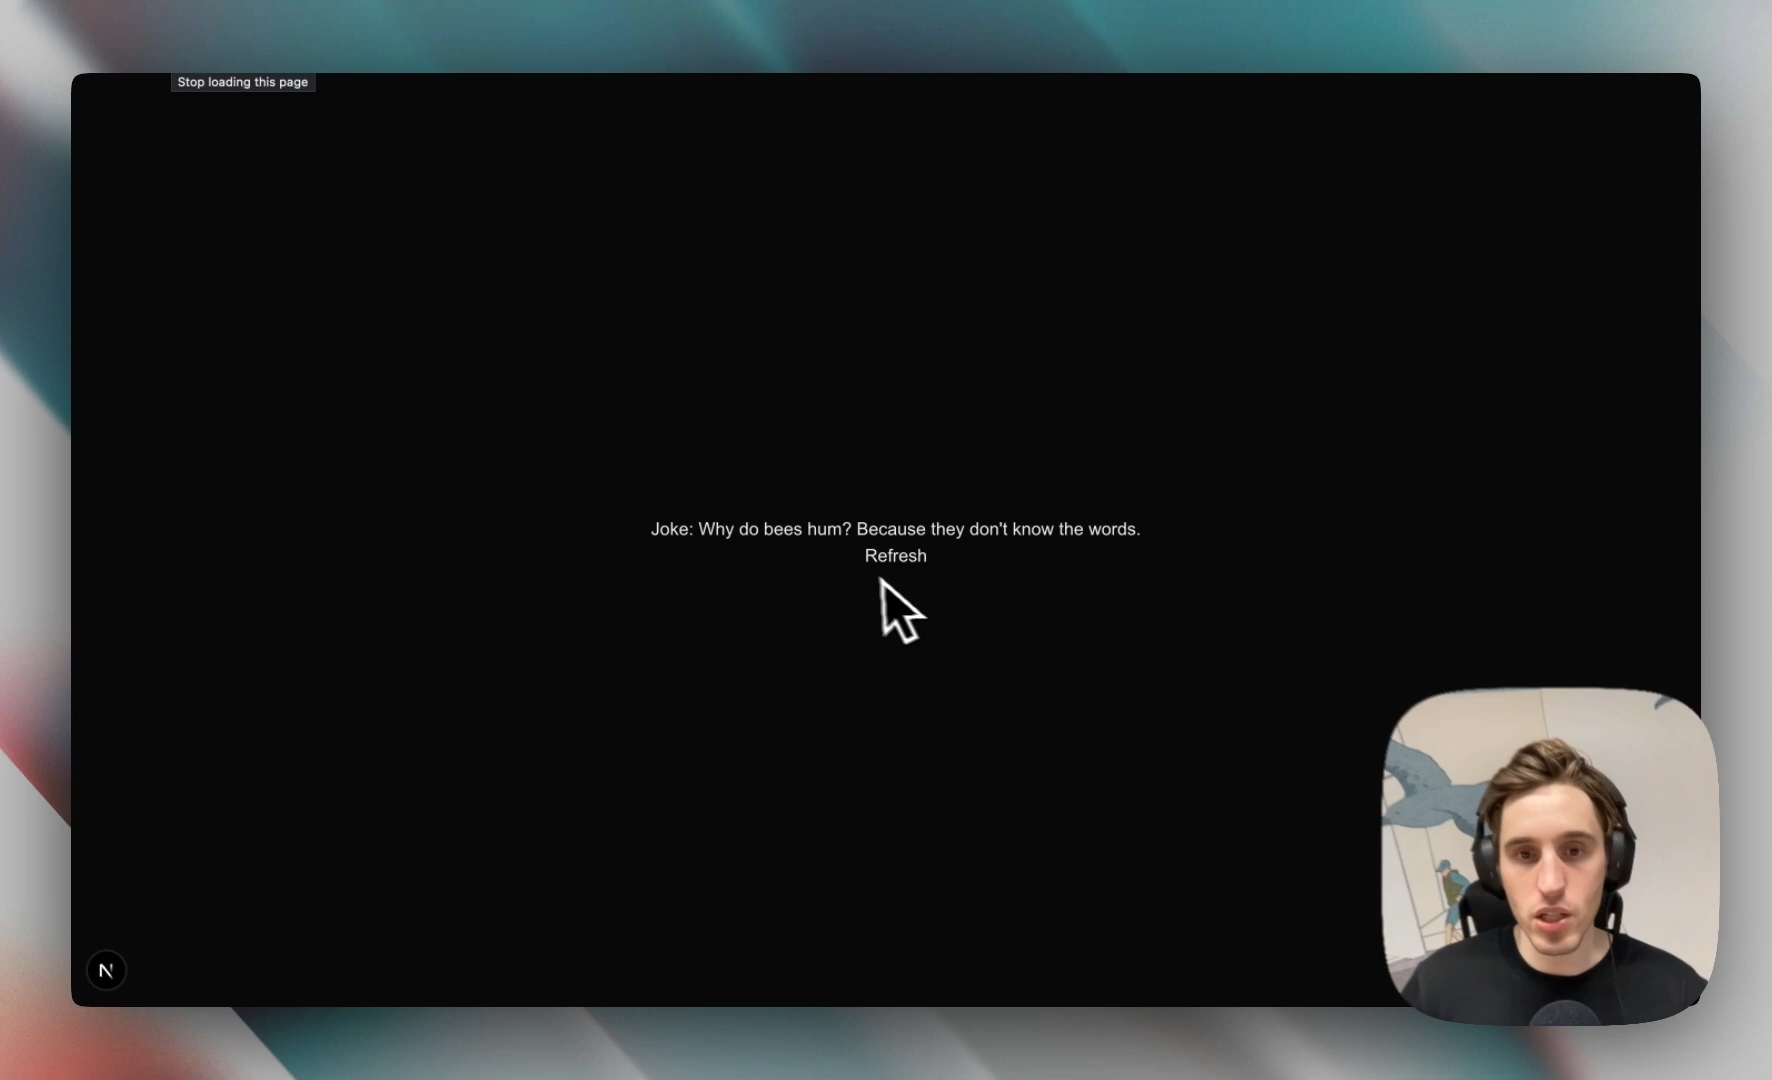 Stop loading this page
Joke: Why do bees hum? Because they don't know the words.
Refresh
N